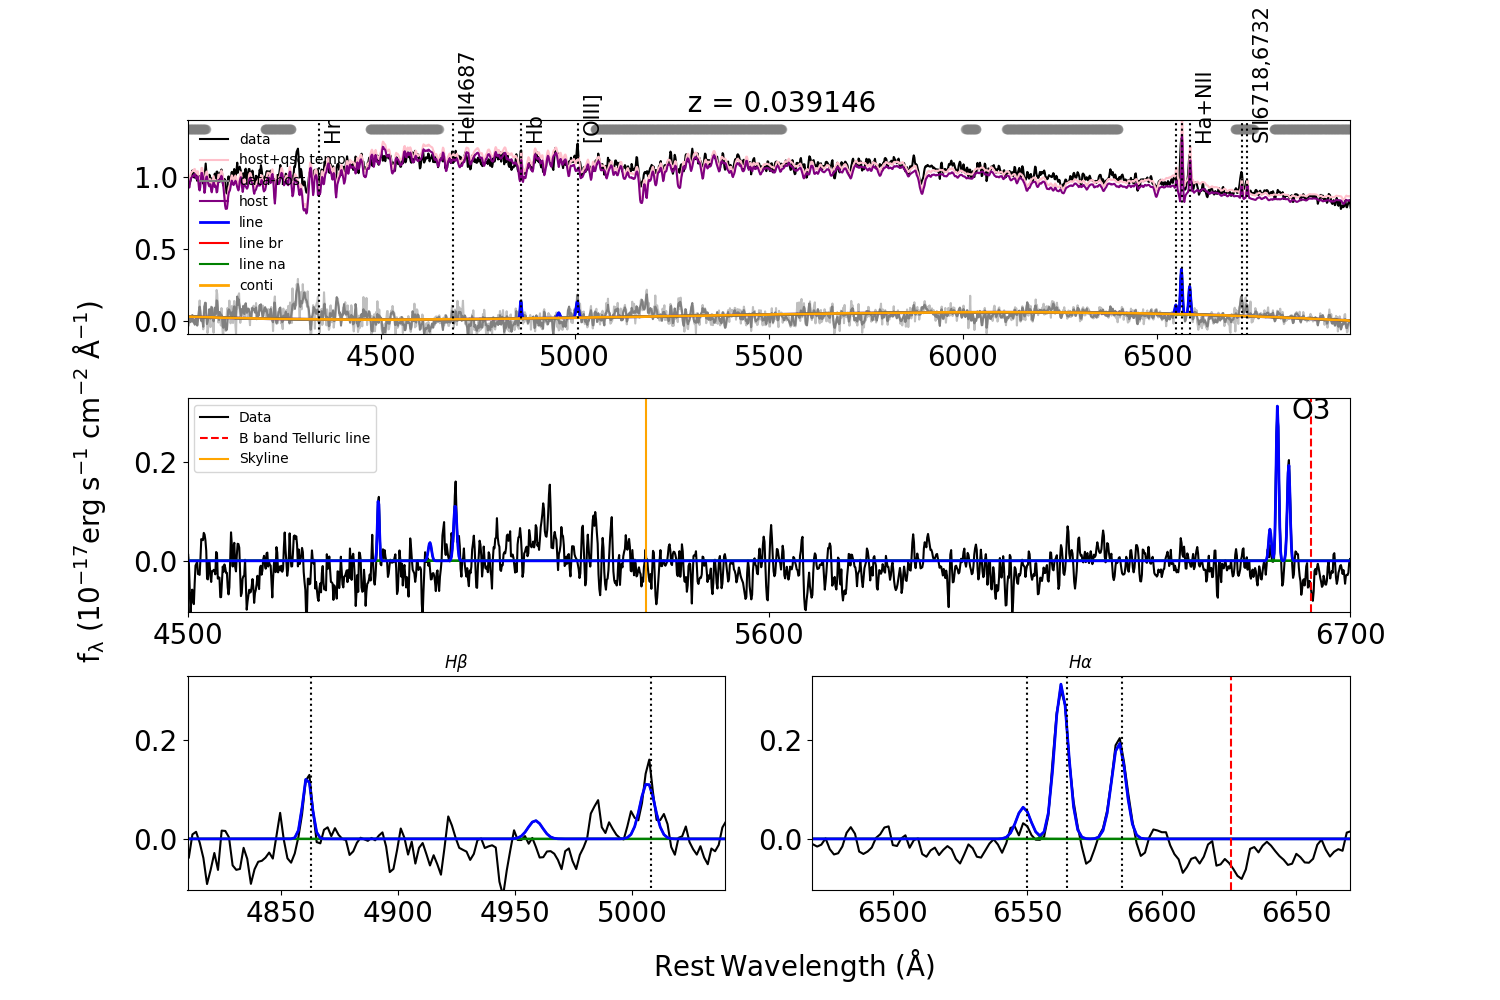 z = 0.039146
Hr
HeII4687
Hb
[OIII]
Ha+NII
SII6718,6732
data
host+qso temp
host
line
line br
line na
conti
1.0
0.5
0.0
4500
5000
5500
6000
6500
fλ (10−17erg s−1 cm−2 Å−1)
Data
B band Telluric line
Skyline
O3
0.2
0.0
4500
5600
6700
Hβ
0.2
0.0
4850
4900
4950
5000
Hα
0.2
0.0
6500
6550
6600
6650
Rest Wavelength (Å)